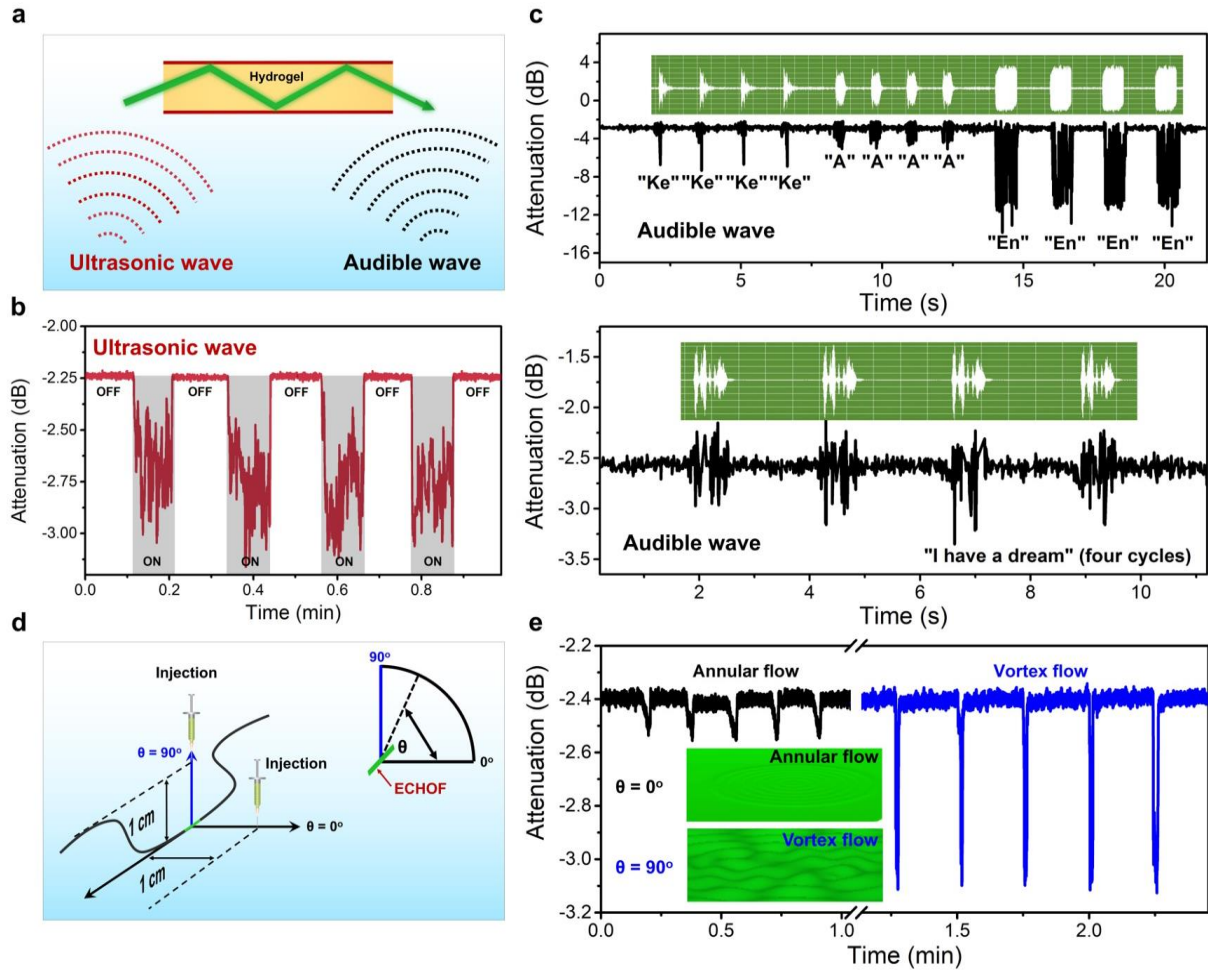 a
Hydrogel
Ultrasonic wave
Audible wave
b
Attenuation (dB)
-2.00
-2.25
-2.50
-2.75
-3.00
Ultrasonic wave
OFF OFF OFF OFF OFF
ON ON ON ON
0.0 0.2 0.4 0.6 0.8
Time (min)
c
Attenuation (dB)
4
0
-4
-8
-12
-16
"Ke" "Ke" "Ke" "Ke" "A" "A" "A" "A"
"En" "En" "En" "En"
Audible wave
0 5 10 15 20
Time (s)
Attenuation (dB)
-1.5
-2.0
-2.5
-3.0
-3.5
Audible wave
"I have a dream" (four cycles)
2 4 6 8 10
Time (s)
d
Injection
θ = 90°
Injection
1 cm
1 cm
θ = 0°
90°
θ
0°
ECHOF
e
Attenuation (dB)
-2.2
-2.4
-2.6
-2.8
-3.0
-3.2
Annular flow
Vortex flow
θ = 0°
Annular flow
θ = 90°
Vortex flow
0.0 0.5 1.0 1.5 2.0
Time (min)